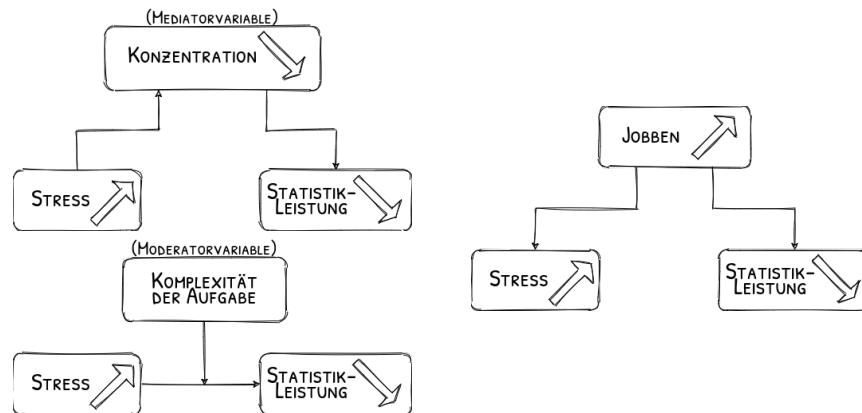 (Mediatorvariable)
Konzentration
Stress
Statistik-
Leistung
(Moderatorvariable)
Komplexität
der Aufgabe
Stress
Statistik-
Leistung
Jobben
Stress
Statistik-
Leistung